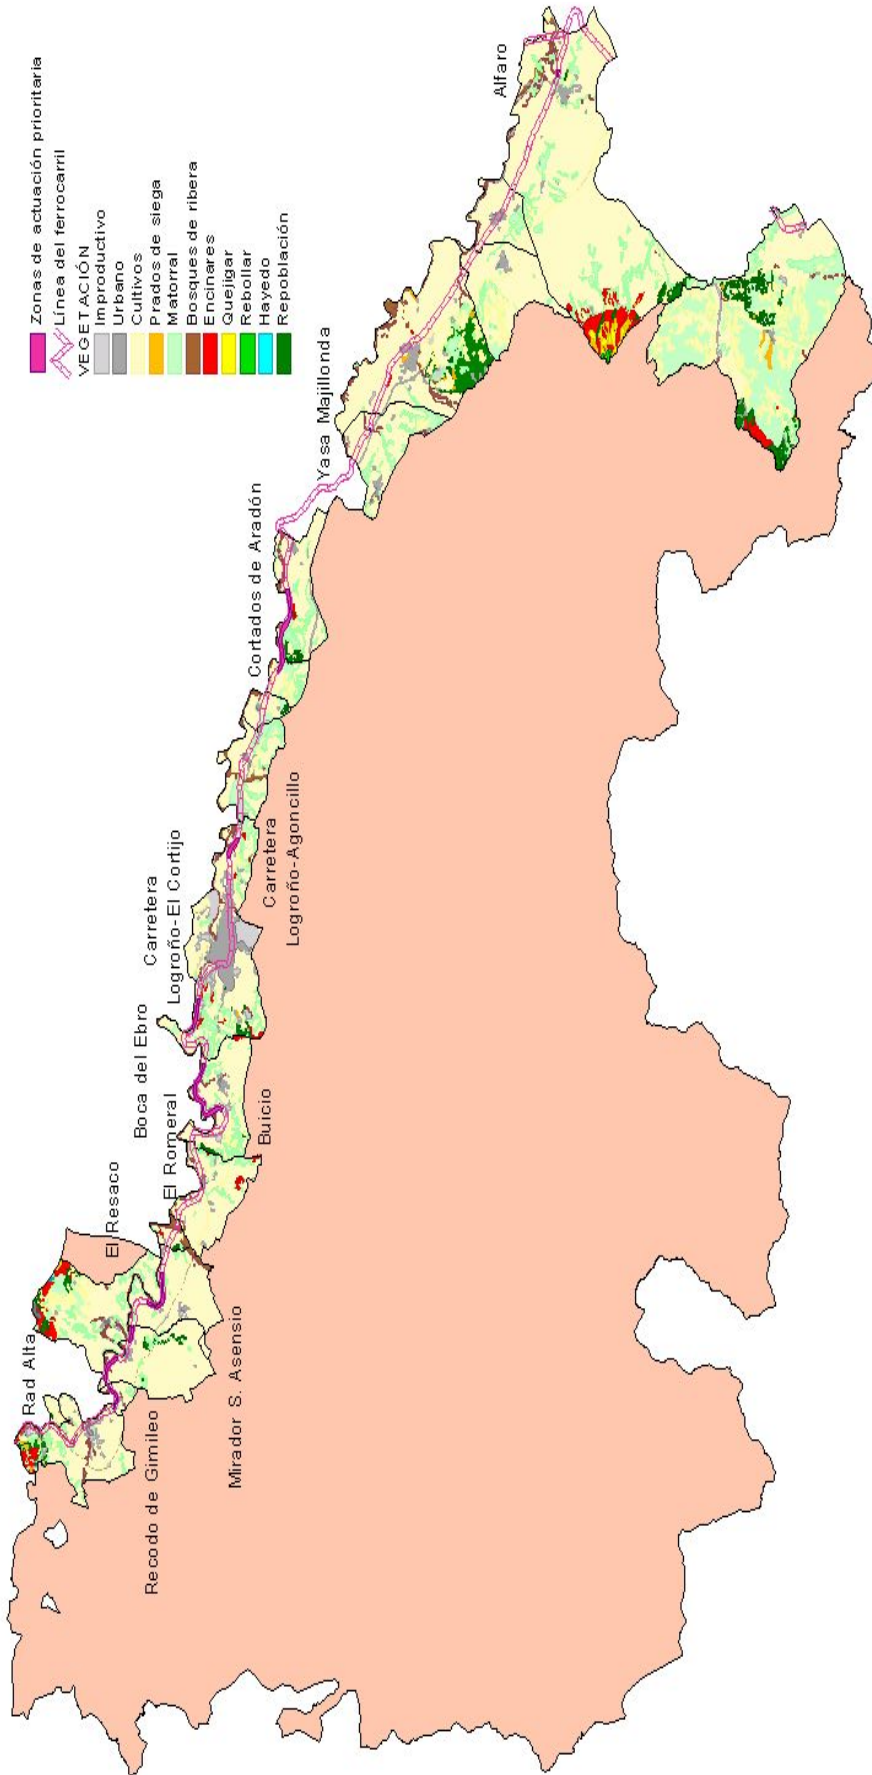 Zonas de actuación prioritaria
Línea del ferrocarril
VEGETACIÓN
Improductivo
Urbano
Cultivos
Prados de siega
Matorral
Bosques de ribera
Encinares
Quejigar
Rebollar
Hayedo
Repoblación
Rad Alta
El Resaco
Recodo de Gimileo
Mirador S. Asensio
El Romeral
Buicio
Boca del Ebro
Carretera
Logroño-El Cortijo
Carretera
Logroño-Agoncillo
Cortados de Aradón
Yasa Majillonda
Alfaro